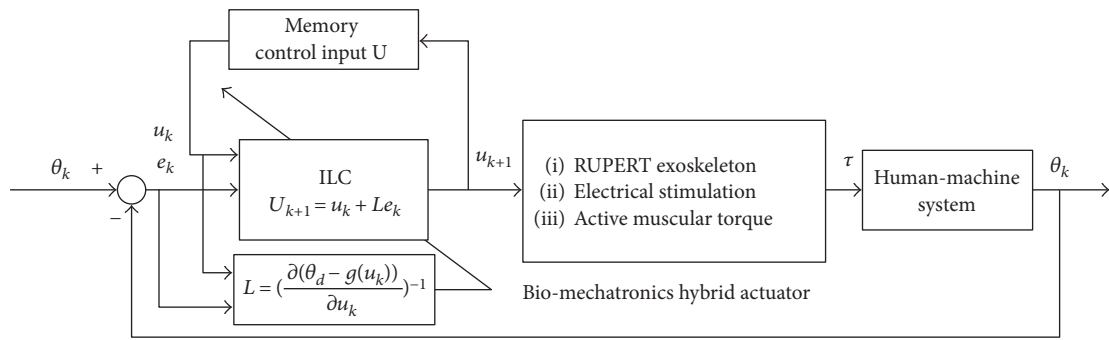 Memory
control input U
u_k
e_k
θ_k
+
−
ILC
U_{k+1} = u_k + Le_k
u_{k+1}
(i) RUPERT exoskeleton
(ii) Electrical stimulation
(iii) Active muscular torque
τ
Human-machine
system
θ_k
L = (∂(θ_d − g(u_k))/∂u_k)^{−1}
Bio-mechatronics hybrid actuator